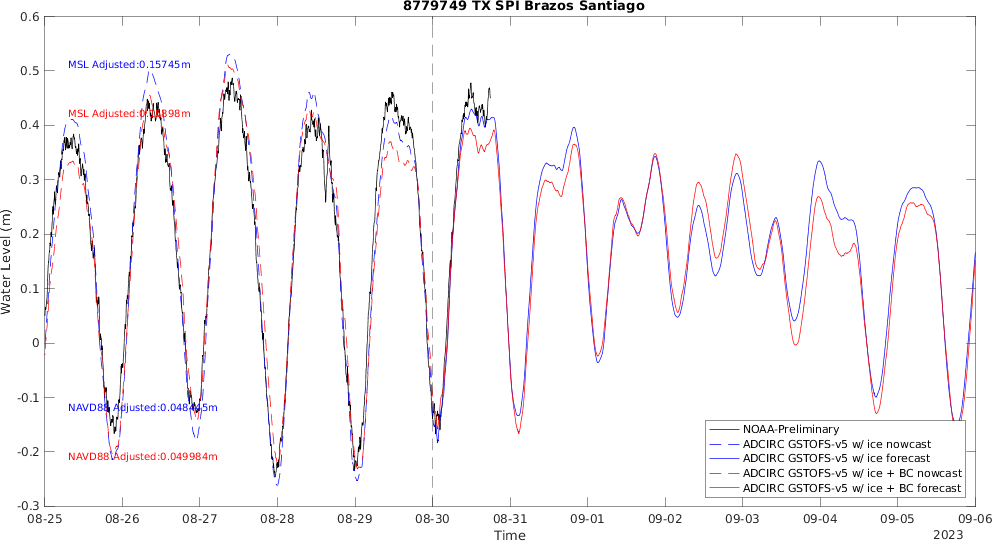 8779749 TX SPI Brazos Santiago
Water Level (m)
0.6
0.5
0.4
0.3
0.2
0.1
0
-0.1
-0.2
-0.3
MSL Adjusted:0.15745m
MSL Adjusted:
NAVD88 Adjusted:
NAVD88 Adjusted:0.049984m
NOAA-Preliminary
ADCIRC GSTOFS-v5 w/ ice nowcast
ADCIRC GSTOFS-v5 w/ ice forecast
ADCIRC GSTOFS-v5 w/ ice + BC nowcast
ADCIRC GSTOFS-v5 w/ ice + BC forecast
08-25 08-26 08-27 08-28 08-29 08-30 08-31 09-01 09-02 09-03 09-04 09-05 09-06
Time
2023